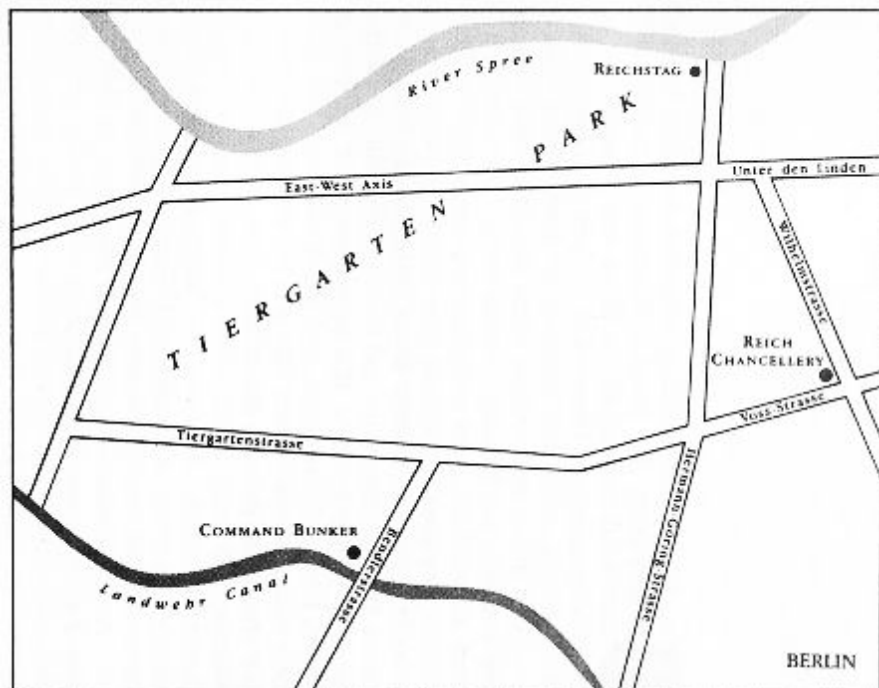 River Spree
REICHSTAG
TIERGARTEN PARK
East-West Axis
Unter den Linden
Wilhelmstrasse
REICH
CHANCELLERY
Voss-Strasse
Tiergartenstrasse
Hermann Goring Strasse
COMMAND BUNKER
Bendlerstrasse
Landwehr Canal
BERLIN